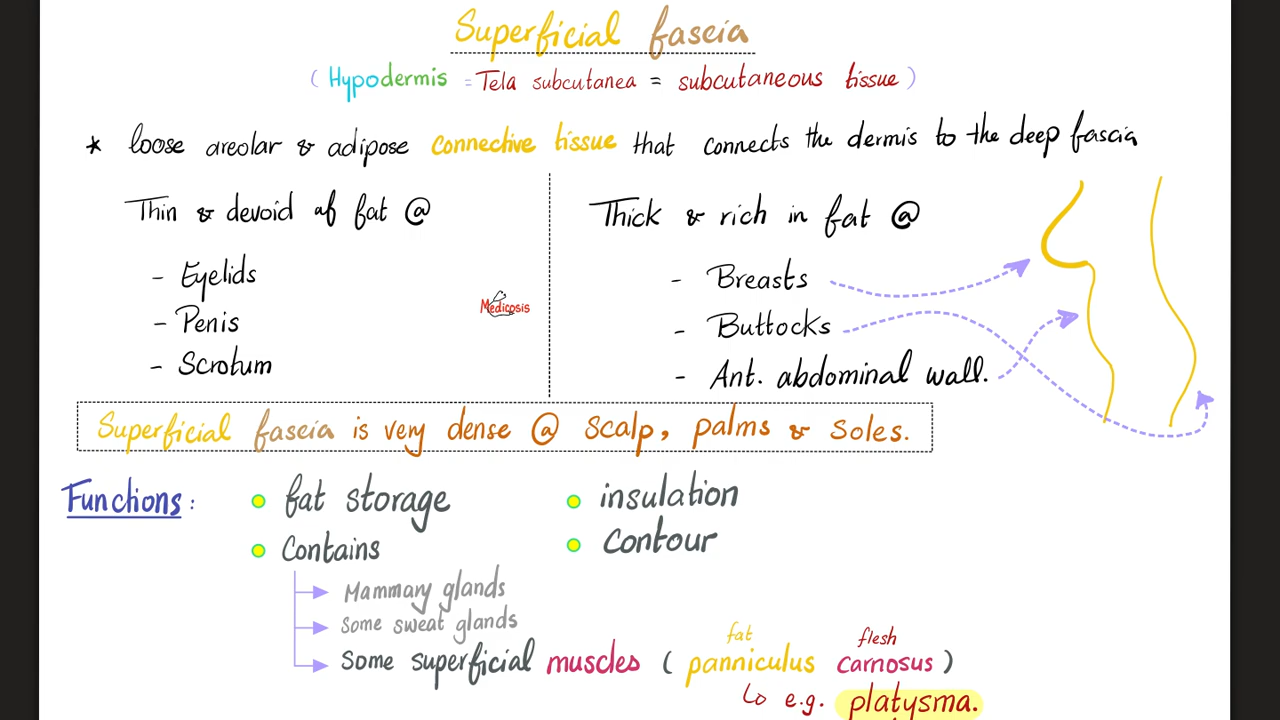 Superficial fascia
( Hypodermis = Tela subcutanea = subcutaneous tissue )
* loose areolar & adipose connective tissue that connects the dermis to the deep fascia
Thin & devoid of fat @
- Eyelids
- Penis
- Scrotum
Medicosis
Thick & rich in fat @
- Breasts
- Buttocks
- Ant. abdominal wall.
Superficial fascia is very dense @ scalp, palms & soles.
Functions :
fat storage
insulation
Contains
contour
Mammary glands
Some sweat glands
fat flesh
Some superficial muscles ( panniculus carnosus )
e.g. platysma.